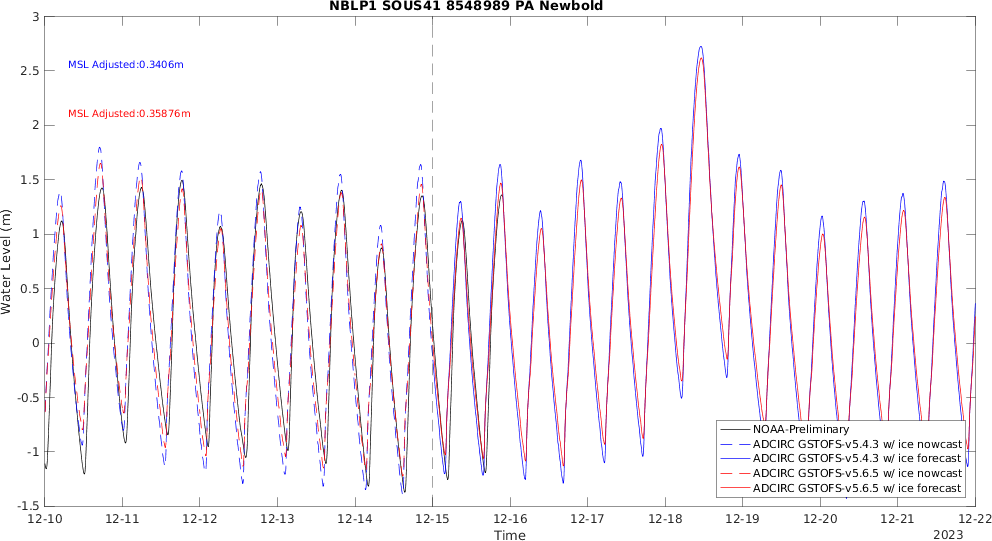 NBLP1 SOUS41 8548989 PA Newbold
3
2.5
2
1.5
1
0.5
0
-0.5
-1
-1.5
Water Level (m)
MSL Adjusted:0.3406m
MSL Adjusted:0.35876m
NOAA-Preliminary
ADCIRC GSTOFS-v5.4.3 w/ ice nowcast
ADCIRC GSTOFS-v5.4.3 w/ ice forecast
ADCIRC GSTOFS-v5.6.5 w/ ice nowcast
ADCIRC GSTOFS-v5.6.5 w/ ice forecast
12-10 12-11 12-12 12-13 12-14 12-15 12-16 12-17 12-18 12-19 12-20 12-21 12-22
Time
2023